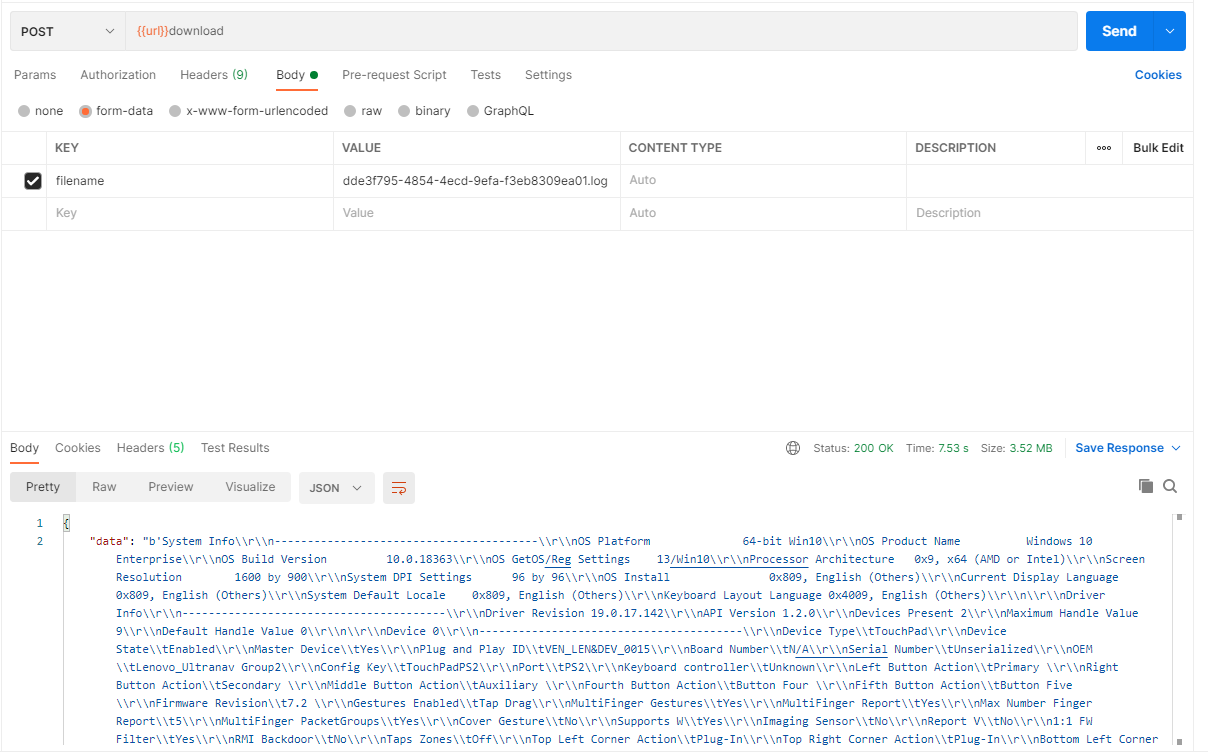 POST {{url}}download Send
Params Authorization Headers (9) Body Pre-request Script Tests Settings Cookies
none form-data x-www-form-urlencoded raw binary GraphQL
KEY VALUE CONTENT TYPE DESCRIPTION ooo Bulk Edit
filename dde3f795-4854-4ecd-9efa-f3eb8309ea01.log Auto
Key Value Auto Description
Body Cookies Headers (5) Test Results Status: 200 OK Time: 7.53 s Size: 3.52 MB Save Response
Pretty Raw Preview Visualize JSON
1 {
2 "data": "b'System Info\\r\\n----------------------------------------\\r\\nOS Platform 64-bit Win10\\r\\nOS Product Name Windows 10
Enterprise\\r\\nOS Build Version 10.0.18363\\r\\nOS GetOS/Reg Settings 13/Win10\\r\\nProcessor Architecture 0x9, x64 (AMD or Intel)\\r\\nScreen
Resolution 1600 by 900\\r\\nSystem DPI Settings 96 by 96\\r\\nOS Install 0x809, English (Others)\\r\\nCurrent Display Language
0x809, English (Others)\\r\\nSystem Default Locale 0x809, English (Others)\\r\\nKeyboard Layout Language 0x4009, English (Others)\\r\\n\\r\\nDriver
Info\\r\\n----------------------------------------\\r\\nDriver Revision 19.0.17.142\\r\\nAPI Version 1.2.0\\r\\nDevices Present 2\\r\\nMaximum Handle Value
9\\r\\nDefault Handle Value 0\\r\\n\\r\\nDevice 0\\r\\n----------------------------------------\\r\\nDevice Type\\tTouchPad\\r\\nDevice
State\\tEnabled\\r\\nMaster Device\\tYes\\r\\nPlug and Play ID\\tVEN_LEN&DEV_0015\\r\\nBoard Number\\tN/A\\r\\nSerial Number\\tUnserialized\\r\\nOEM
\\tLenovo_Ultranav Group2\\r\\nConfig Key\\tTouchPadPS2\\r\\nPort\\tPS2\\r\\nKeyboard controller\\tUnknown\\r\\nLeft Button Action\\tPrimary \\r\\nRight
Button Action\\tSecondary \\r\\nMiddle Button Action\\tAuxiliary \\r\\nFourth Button Action\\tButton Four \\r\\nFifth Button Action\\tButton Five
\\r\\nFirmware Revision\\t7.2 \\r\\nGestures Enabled\\tTap Drag\\r\\nMultiFinger Gestures\\tYes\\r\\nMultiFinger Report\\tYes\\r\\nMax Number Finger
Report\\t5\\r\\nMultiFinger PacketGroups\\tYes\\r\\nCover Gesture\\tNo\\r\\nSupports W\\tYes\\r\\nImaging Sensor\\tNo\\r\\nReport V\\tNo\\r\\n1:1 FW
Filter\\tYes\\r\\nRMI Backdoor\\tNo\\r\\nTaps Zones\\tOff\\r\\nTop Left Corner Action\\tPlug-In\\r\\nTop Right Corner Action\\tPlug-In\\r\\nBottom Left Corner